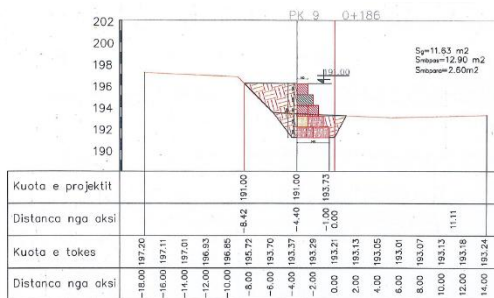 PK 9 0+186
202
200
198
196
194
192
190
Sg=11.63 m2
Smbpas=12.90 m2
Smbpara=2.60m2
191.00
Kuota e projektit 191.00 191.00 193.73
Distanca nga aksi -8.42 -4.40 -1.00 0.00 11.11
Kuota e tokes 197.20 197.11 197.01 196.93 196.85 195.72 193.70 193.37 193.29 193.21 193.13 193.05 193.01 193.07 193.13 193.18 193.24
Distanca nga aksi -18.00 -16.00 -14.00 -12.00 -10.00 -8.00 -6.00 -4.00 -2.00 0.00 2.00 4.00 6.00 8.00 10.00 12.00 14.00